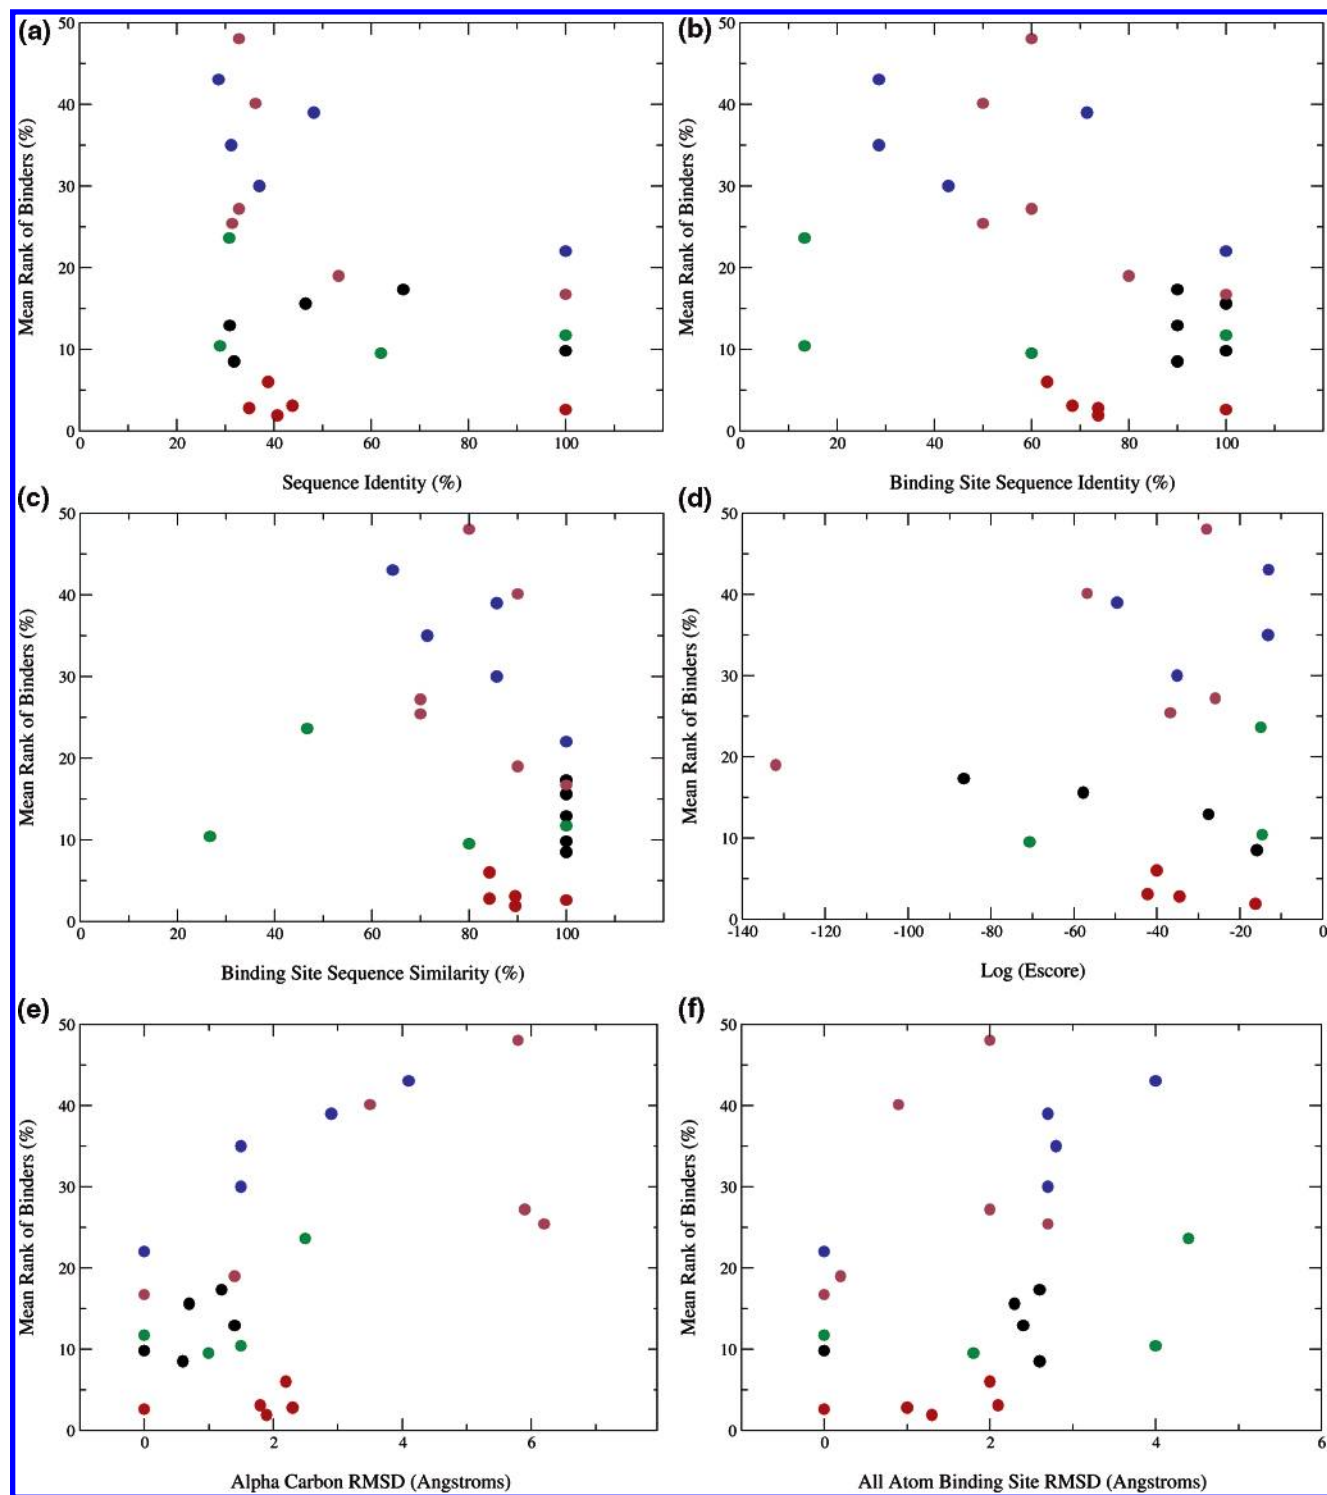 (a)
50
40
30
20
10
0
Mean Rank of Binders (%)
0 20 40 60 80 100
Sequence Identity (%)
(b)
50
40
30
20
10
0
Mean Rank of Binders (%)
0 20 40 60 80 100
Binding Site Sequence Identity (%)
(c)
50
40
30
20
10
0
Mean Rank of Binders (%)
0 20 40 60 80 100
Binding Site Sequence Similarity (%)
(d)
50
40
30
20
10
0
Mean Rank of Binders (%)
-140 -120 -100 -80 -60 -40 -20 0
Log (Escore)
(e)
50
40
30
20
10
0
Mean Rank of Binders (%)
0 2 4 6
Alpha Carbon RMSD (Angstroms)
(f)
50
40
30
20
10
0
Mean Rank of Binders (%)
0 2 4 6
All Atom Binding Site RMSD (Angstroms)